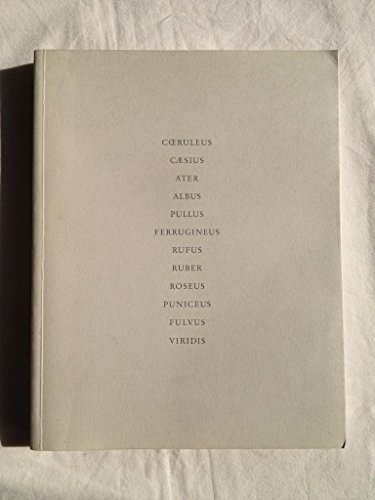 CŒRULEUS
CÆSIUS
ATER
ALBUS
PULLUS
FERRUGINEUS
RUFUS
RUBER
ROSEUS
PUNICEUS
FULVUS
VIRIDIS